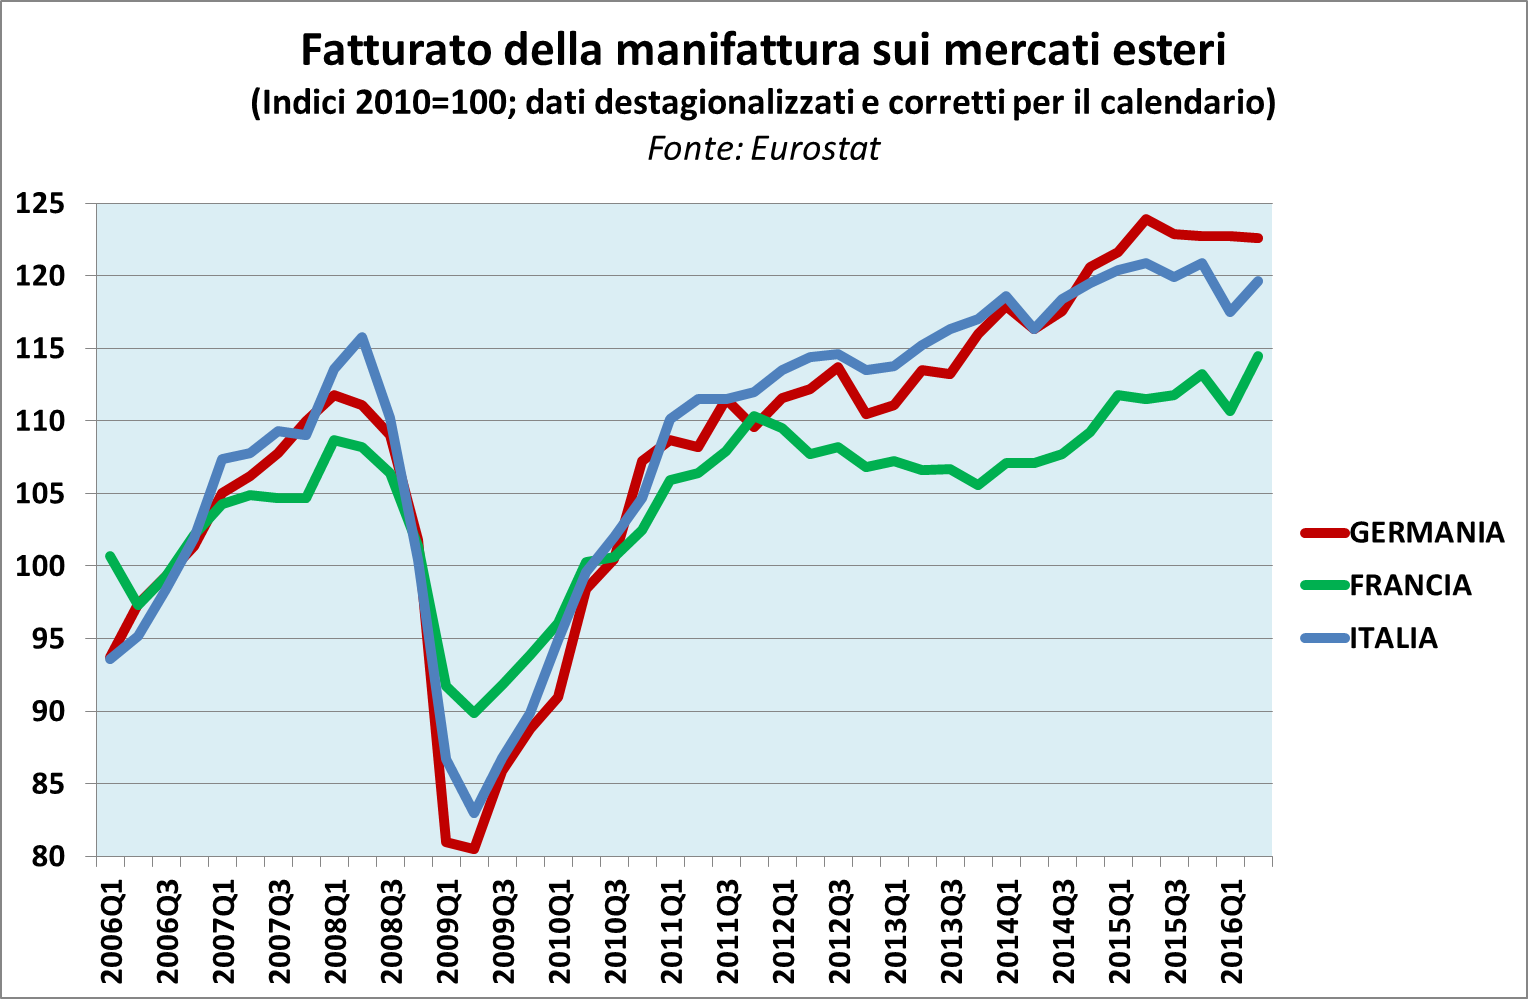 Fatturato della manifattura sui mercati esteri
(Indici 2010=100; dati destagionalizzati e corretti per il calendario)
Fonte: Eurostat
125
120
115
110
105
100
95
90
85
80
2006Q1
2006Q3
2007Q1
2007Q3
2008Q1
2008Q3
2009Q1
2009Q3
2010Q1
2010Q3
2011Q1
2011Q3
2012Q1
2012Q3
2013Q1
2013Q3
2014Q1
2014Q3
2015Q1
2015Q3
2016Q1
GERMANIA
FRANCIA
ITALIA